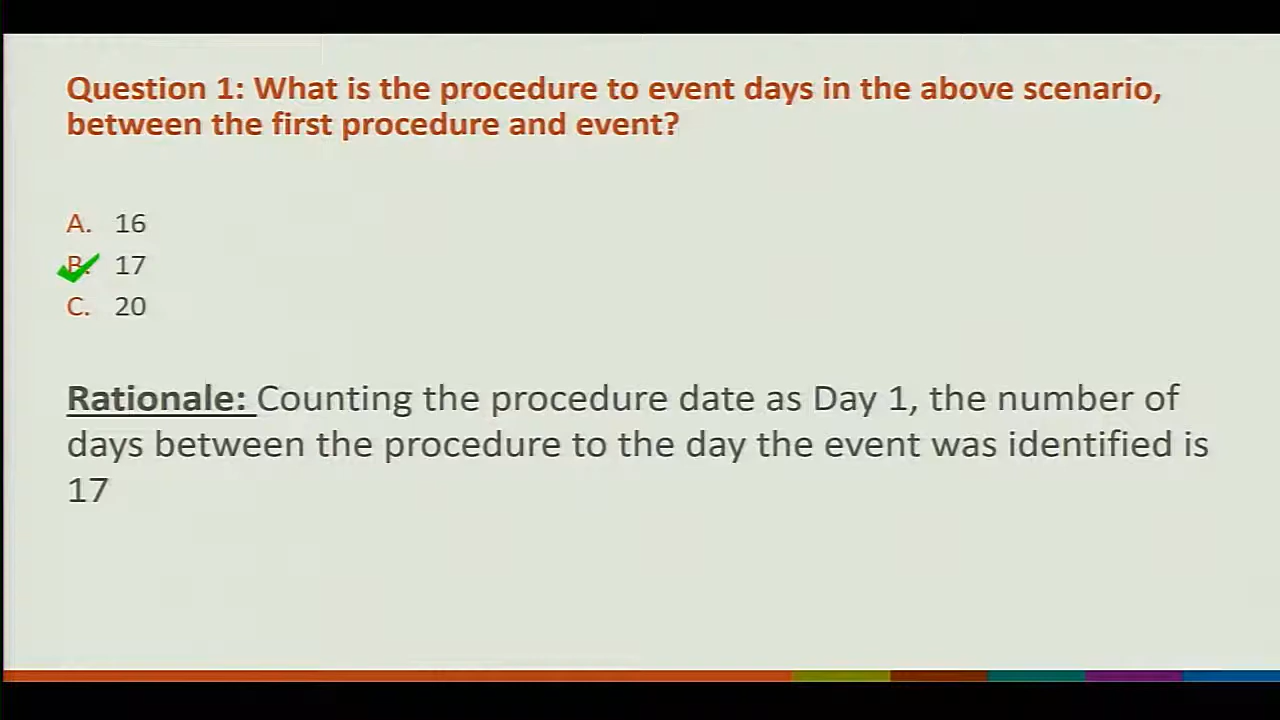 Question 1: What is the procedure to event days in the above scenario,
between the first procedure and event?
A. 16
B. 17
C. 20
Rationale: Counting the procedure date as Day 1, the number of
days between the procedure to the day the event was identified is
17